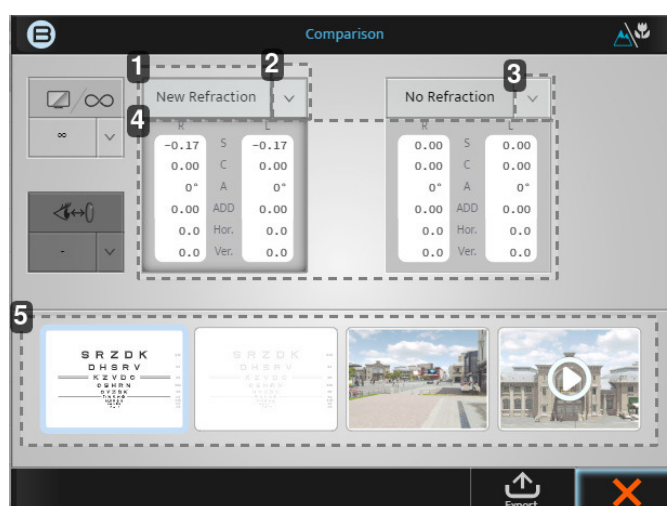 B Comparison
1 2 3
New Refraction No Refraction
/∞
∞
4
R L R L
-0.17 S -0.17 0.00 S 0.00
0.00 C 0.00 0.00 C 0.00
0° A 0° 0° A 0°
0.00 ADD 0.00 0.00 ADD 0.00
0.0 Hor. 0.0 0.0 Hor. 0.0
0.0 Ver. 0.0 0.0 Ver. 0.0
-
5
S R Z D K S R Z D K
D H S R V D H S R V
K Z V D C
Export